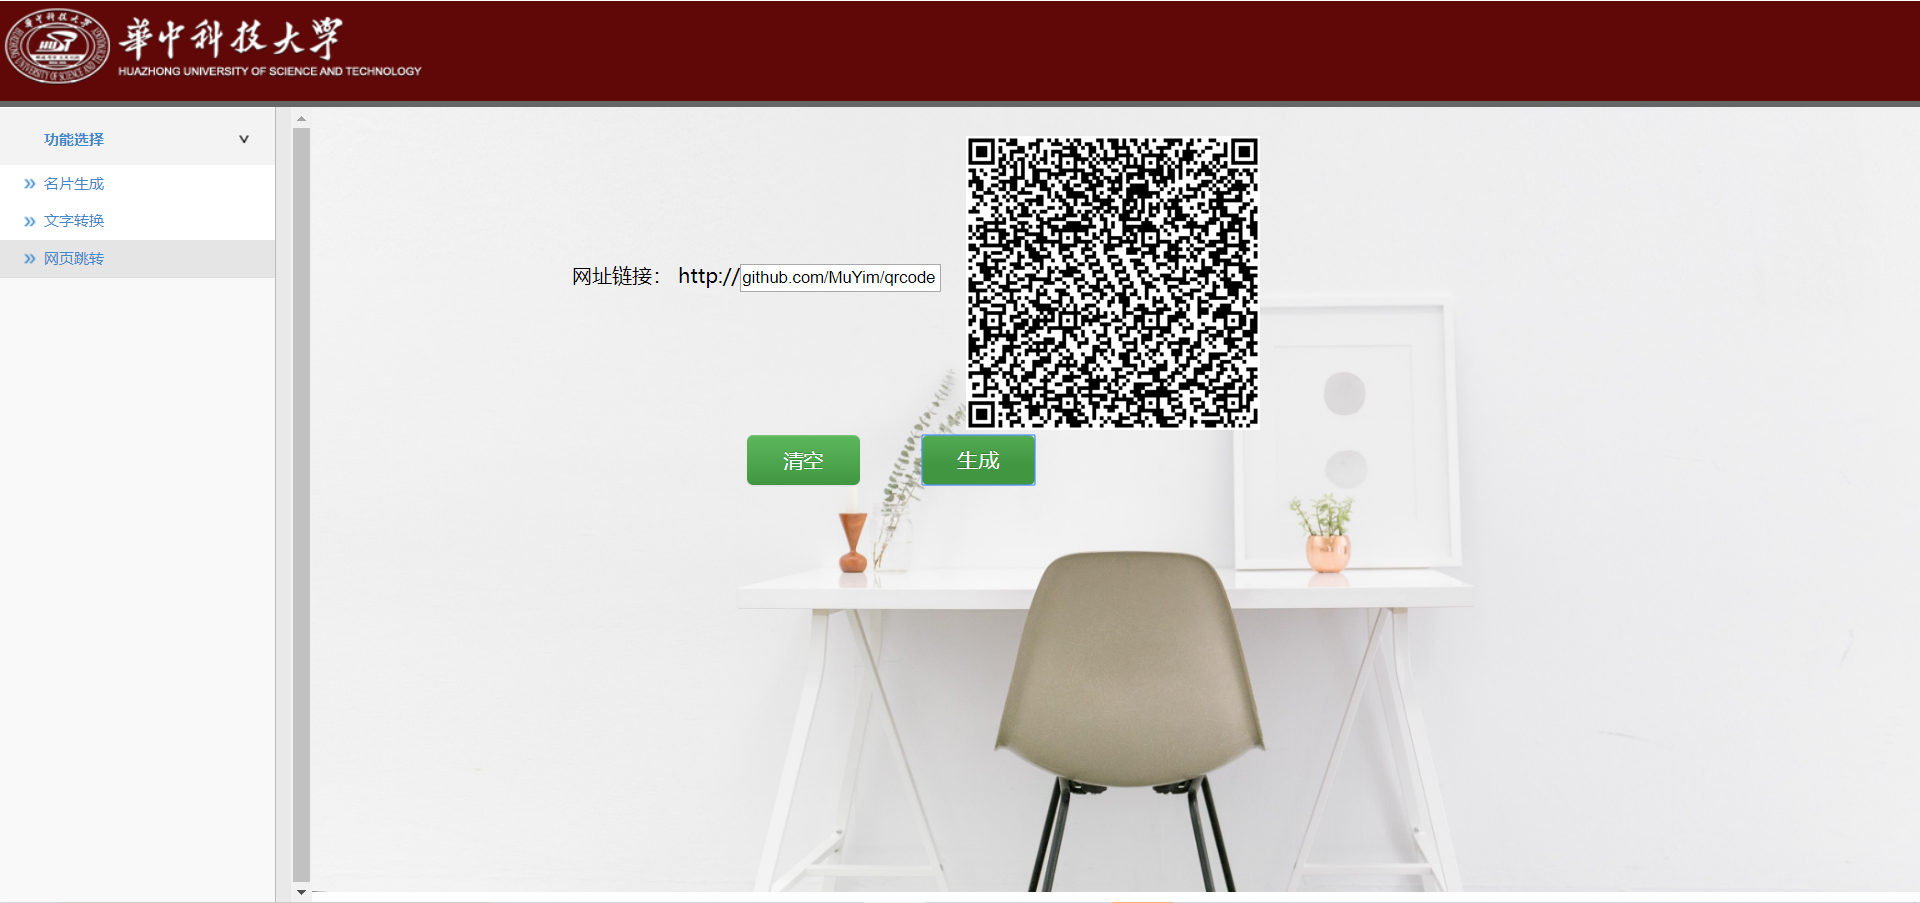 華中科技大學
HUAZHONG UNIVERSITY OF SCIENCE AND TECHNOLOGY
功能选择
名片生成
文字转换
网页跳转
网址链接： http://github.com/MuYim/qrcode
清空 生成